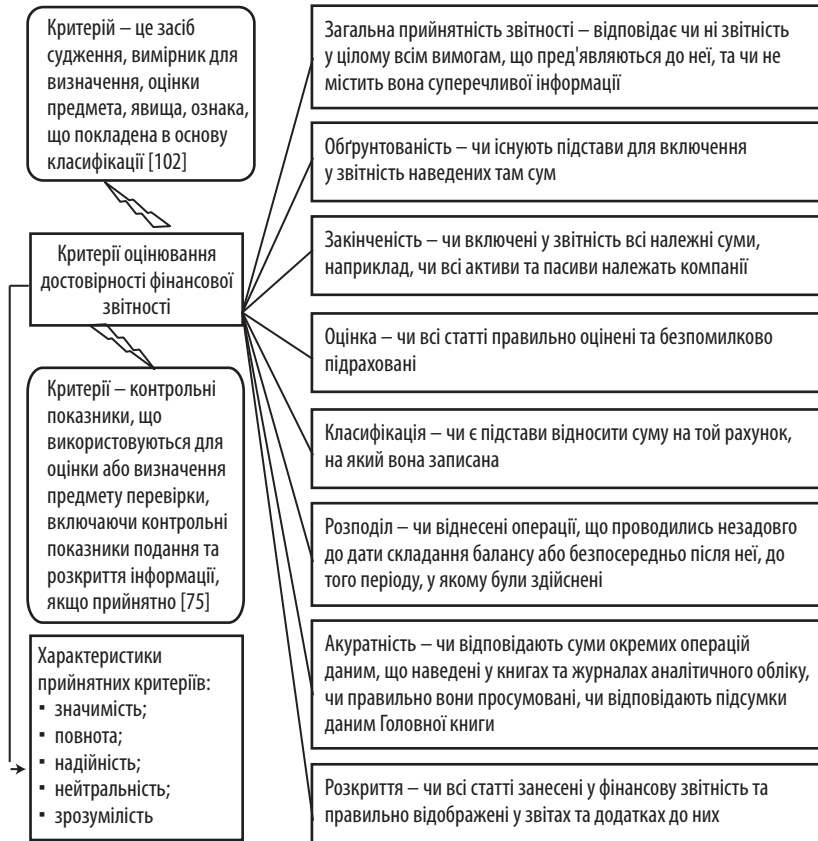 Критерій – це засіб
судження, вимірник для
визначення, оцінки
предмета, явища, ознака,
що покладена в основу
класифікації [102]
Критерії оцінювання
достовірності фінансової
звітності
Критерії – контрольні
показники, що
використовуються для
оцінки або визначення
предмету перевірки,
включаючи контрольні
показники подання та
розкриття інформації,
якщо прийнятно [75]
Характеристики
прийнятних критеріїв:
▪ значимість;
▪ повнота;
▪ надійність;
▪ нейтральність;
▪ зрозумілість
Загальна прийнятність звітності – відповідає чи ні звітність
у цілому всім вимогам, що пред'являються до неї, та чи не
містить вона суперечливої інформації
Обґрунтованість – чи існують підстави для включення
у звітність наведених там сум
Закінченість – чи включені у звітність всі належні суми,
наприклад, чи всі активи та пасиви належать компанії
Оцінка – чи всі статті правильно оцінені та безпомилково
підраховані
Класифікація – чи є підстави відносити суму на той рахунок,
на який вона записана
Розподіл – чи віднесені операції, що проводились незадовго
до дати складання балансу або безпосередньо після неї, до
того періоду, у якому були здійснені
Акуратність – чи відповідають суми окремих операцій
даним, що наведені у книгах та журналах аналітичного обліку,
чи правильно вони просумовані, чи відповідають підсумки
даним Головної книги
Розкриття – чи всі статті занесені у фінансову звітність та
правильно відображені у звітах та додатках до них